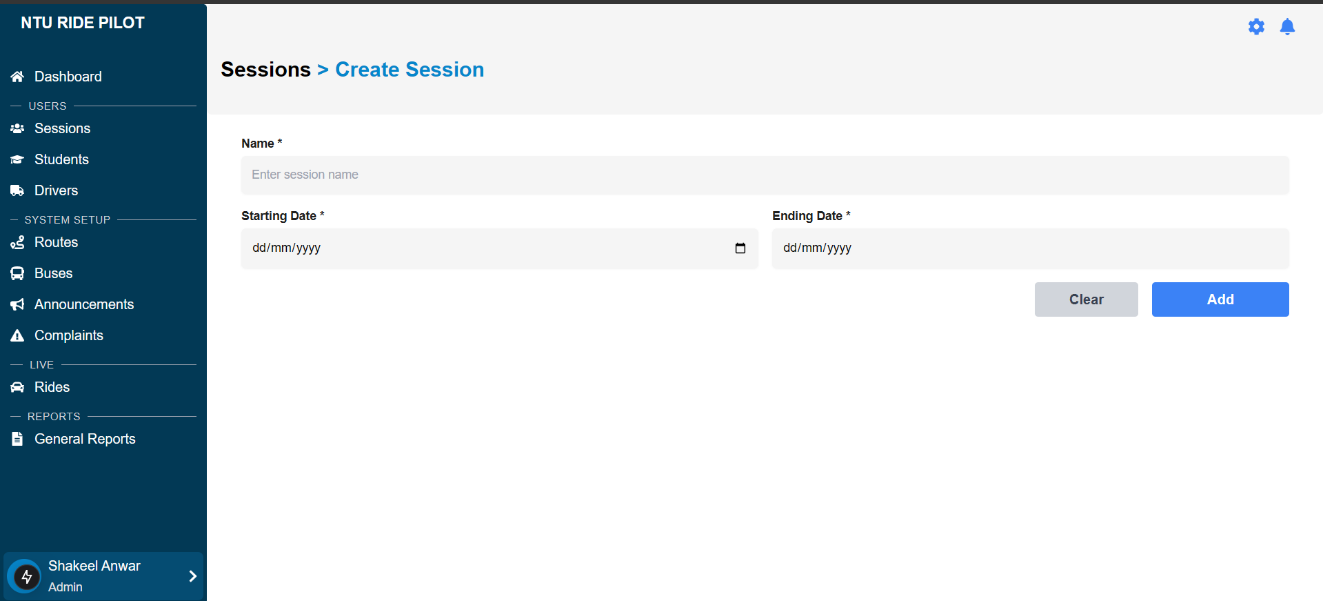 NTU RIDE PILOT
Dashboard
USERS
Sessions
Students
Drivers
SYSTEM SETUP
Routes
Buses
Announcements
Complaints
LIVE
Rides
REPORTS
General Reports
Shakeel Anwar
Admin
Sessions > Create Session
Name *
Enter session name
Starting Date * Ending Date *
dd/mm/yyyy dd/mm/yyyy
Clear Add